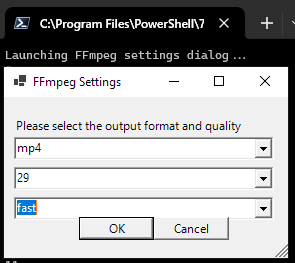 C:\Program Files\PowerShell\7
Launching FFmpeg settings dialog...
FFmpeg Settings
Please select the output format and quality
mp4
29
fast
OK
Cancel